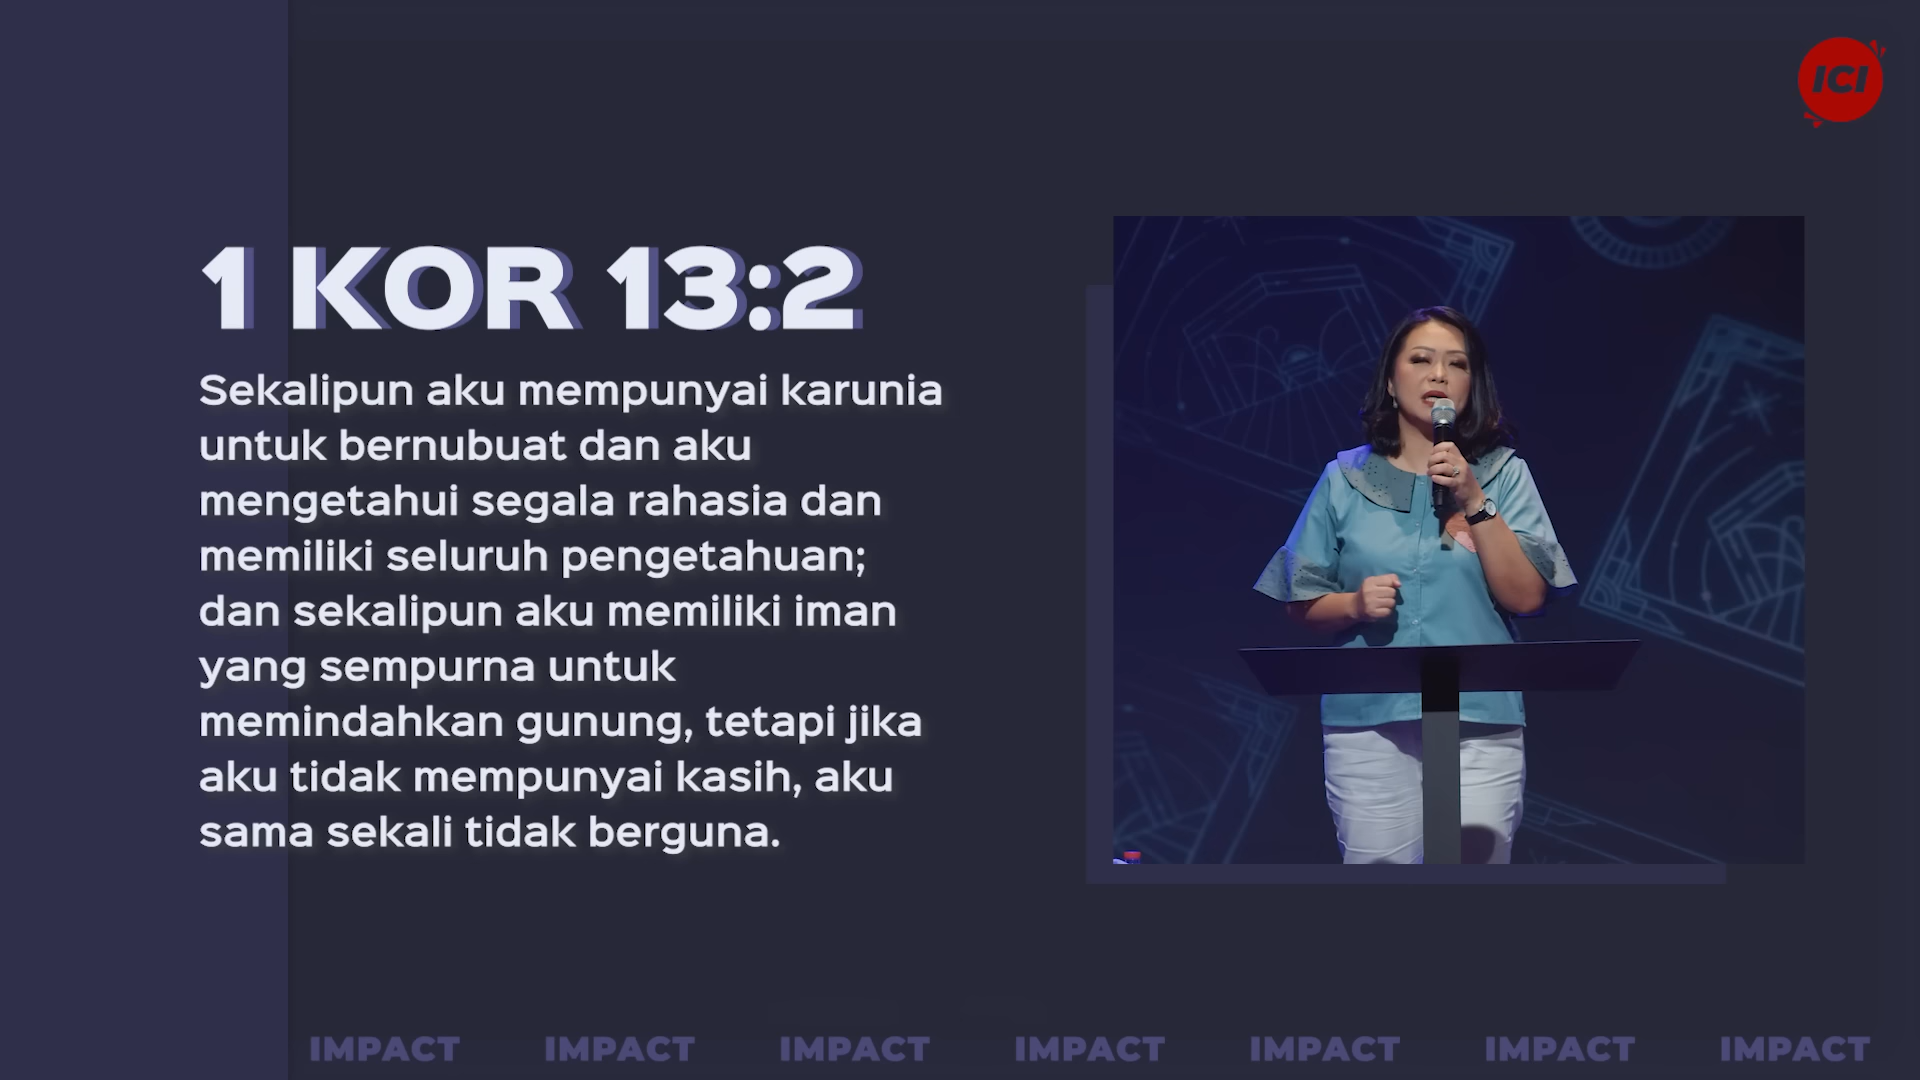 ICI
1 KOR 13:2
Sekalipun aku mempunyai karunia
untuk bernubuat dan aku
mengetahui segala rahasia dan
memiliki seluruh pengetahuan;
dan sekalipun aku memiliki iman
yang sempurna untuk
memindahkan gunung, tetapi jika
aku tidak mempunyai kasih, aku
sama sekali tidak berguna.
IMPACT IMPACT IMPACT IMPACT IMPACT IMPACT IMPACT